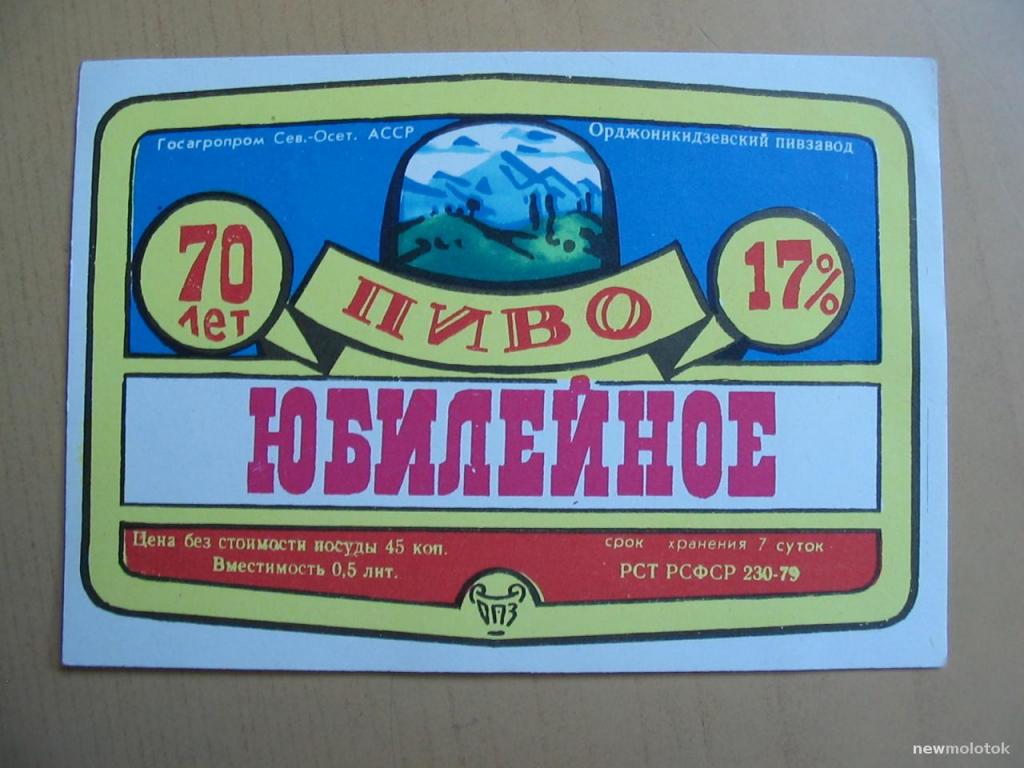 Госагропром Сев.-Осет. АССР
Орджоникидзевский пивзавод
70
лет
17%
ПИВО
ЮБИЛЕЙНОЕ
Цена без стоимости посуды 45 коп.
Вместимость 0,5 лит.
срок хранения 7 суток
РСТ РСФСР 230-79
ОПЗ
newmolotok